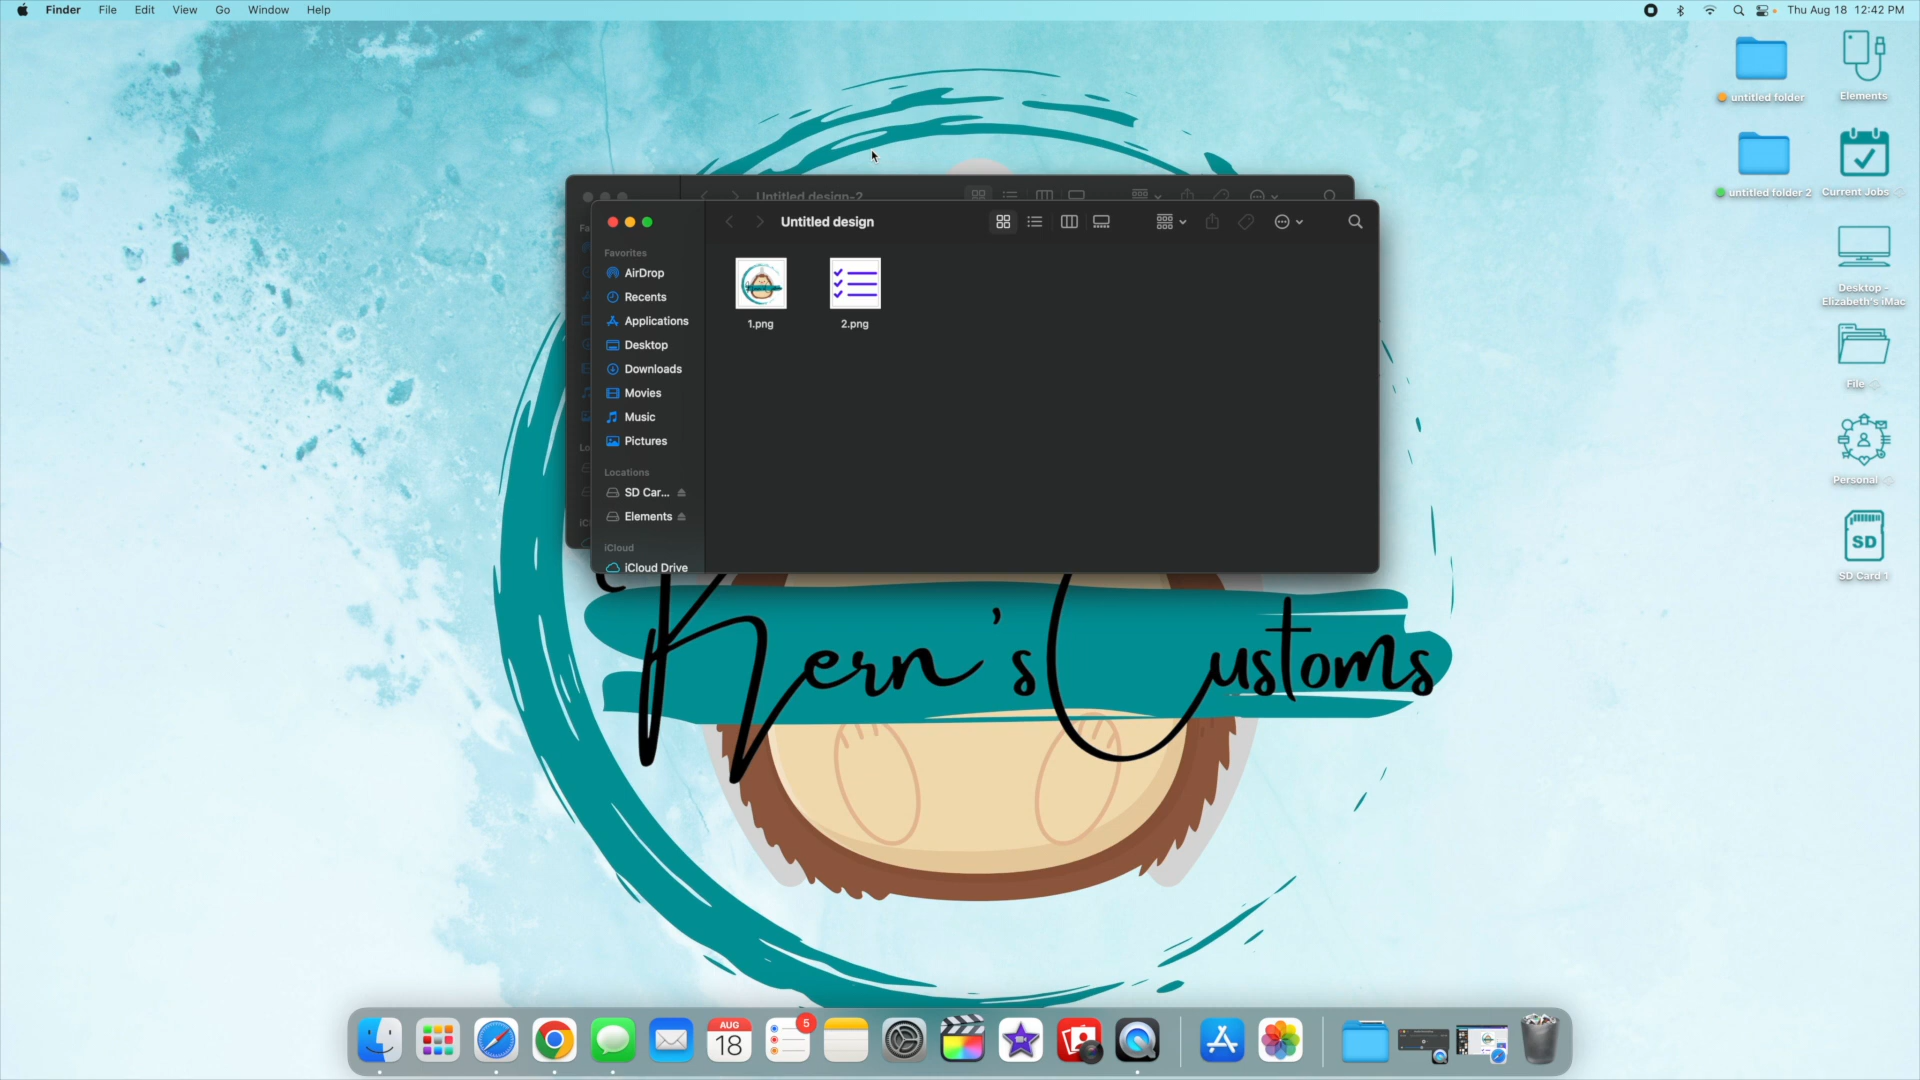 Finder File Edit View Go Window Help
Thu Aug 18 12:42 PM
untitled folder
Elements
untitled folder 2
Current Jobs
Desktop -
Elizabeth's iMac
File
Personal
SD
SD Card 1
Untitled design-2
Untitled design
Favorites
AirDrop
Recents
Applications
Desktop
Downloads
Movies
Music
Pictures
Locations
SD Car...
Elements
iCloud
iCloud Drive
1.png
2.png
Kern's Customs
AUG
18
5